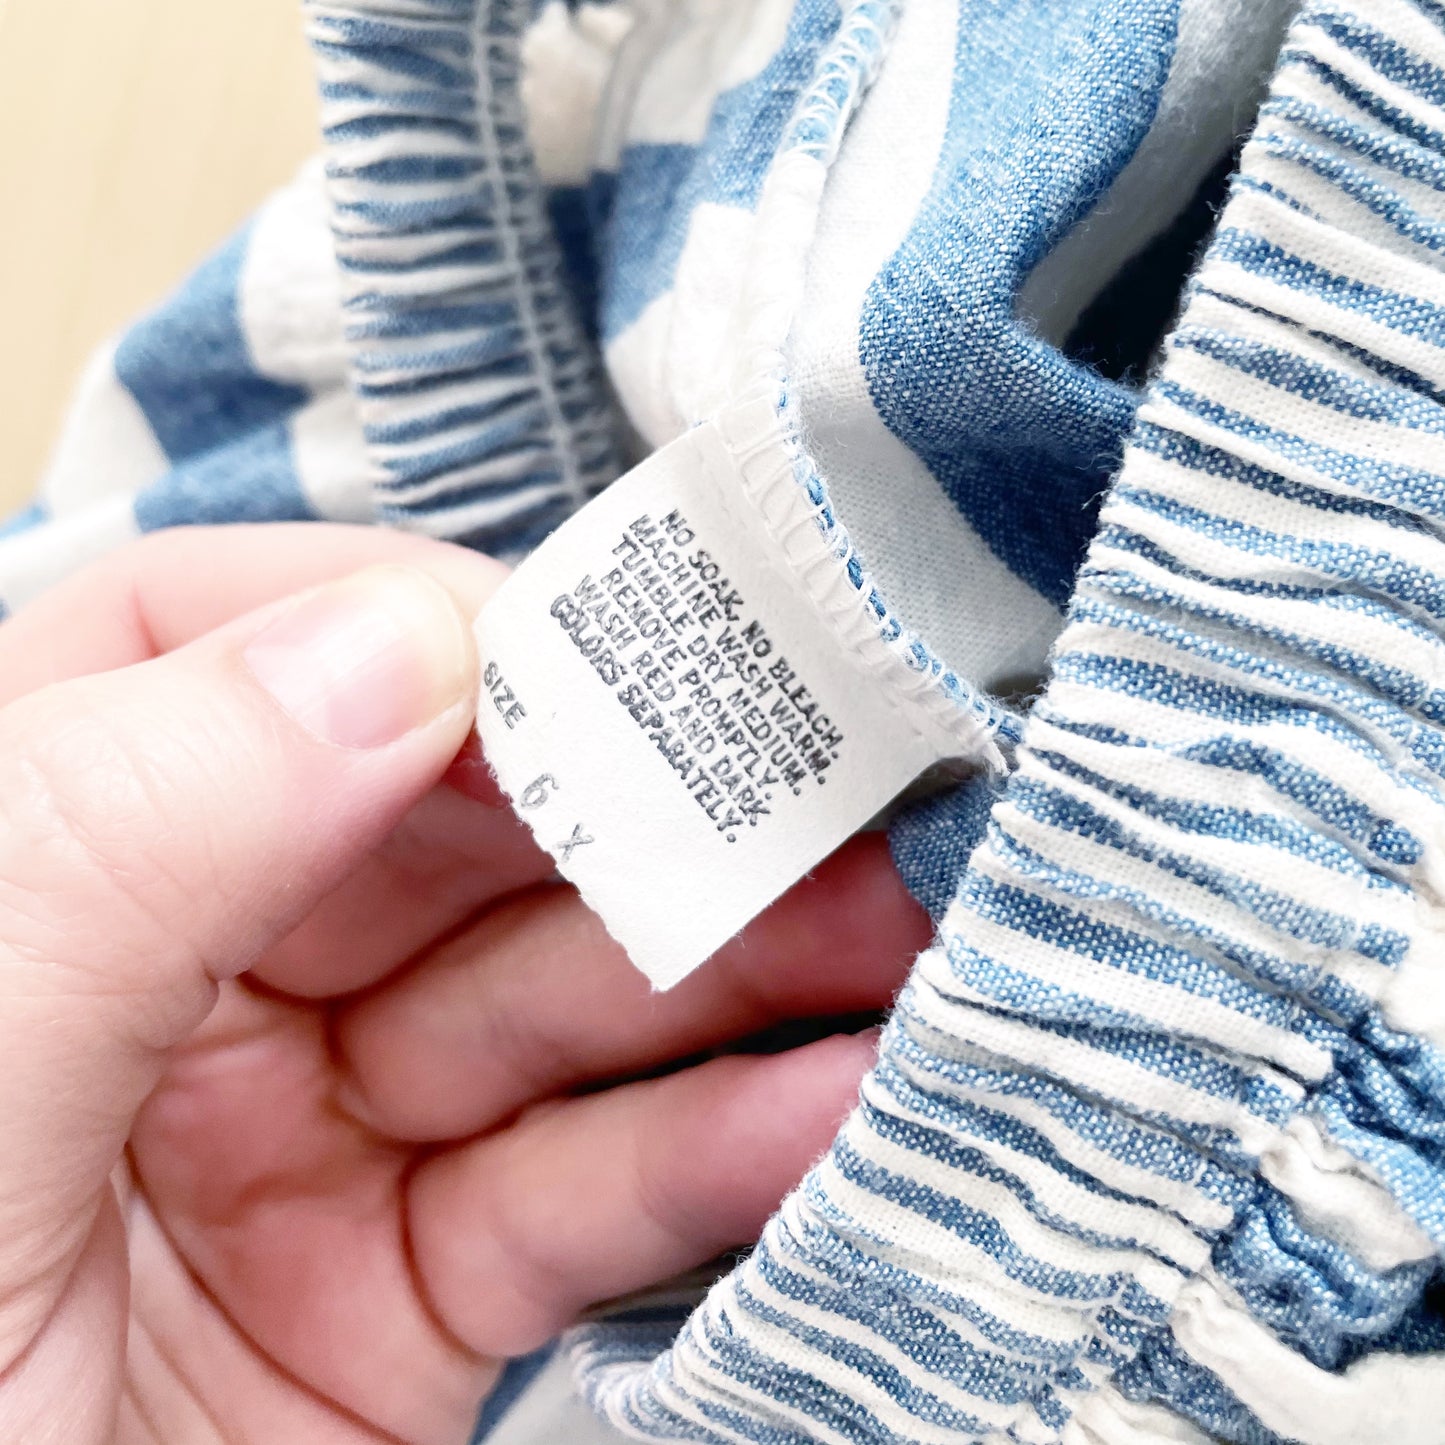 NO SOAK, NO BLEACH.
MACHINE WASH WARM.
TUMBLE DRY MEDIUM.
REMOVE PROMPTLY.
WASH RED AND DARK
COLORS SEPARATELY.
SIZE
6 X